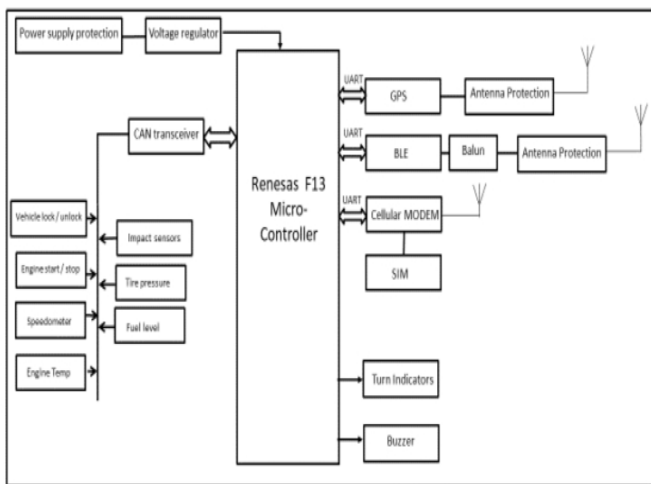 Power supply protection
Voltage regulator
CAN transceiver
Renesas F13
Micro-
Controller
UART
GPS
Antenna Protection
UART
BLE
Balun
Antenna Protection
UART
Cellular MODEM
SIM
Vehicle lock / unlock
Impact sensors
Engine start / stop
Tire pressure
Speedometer
Fuel level
Engine Temp
Turn Indicators
Buzzer